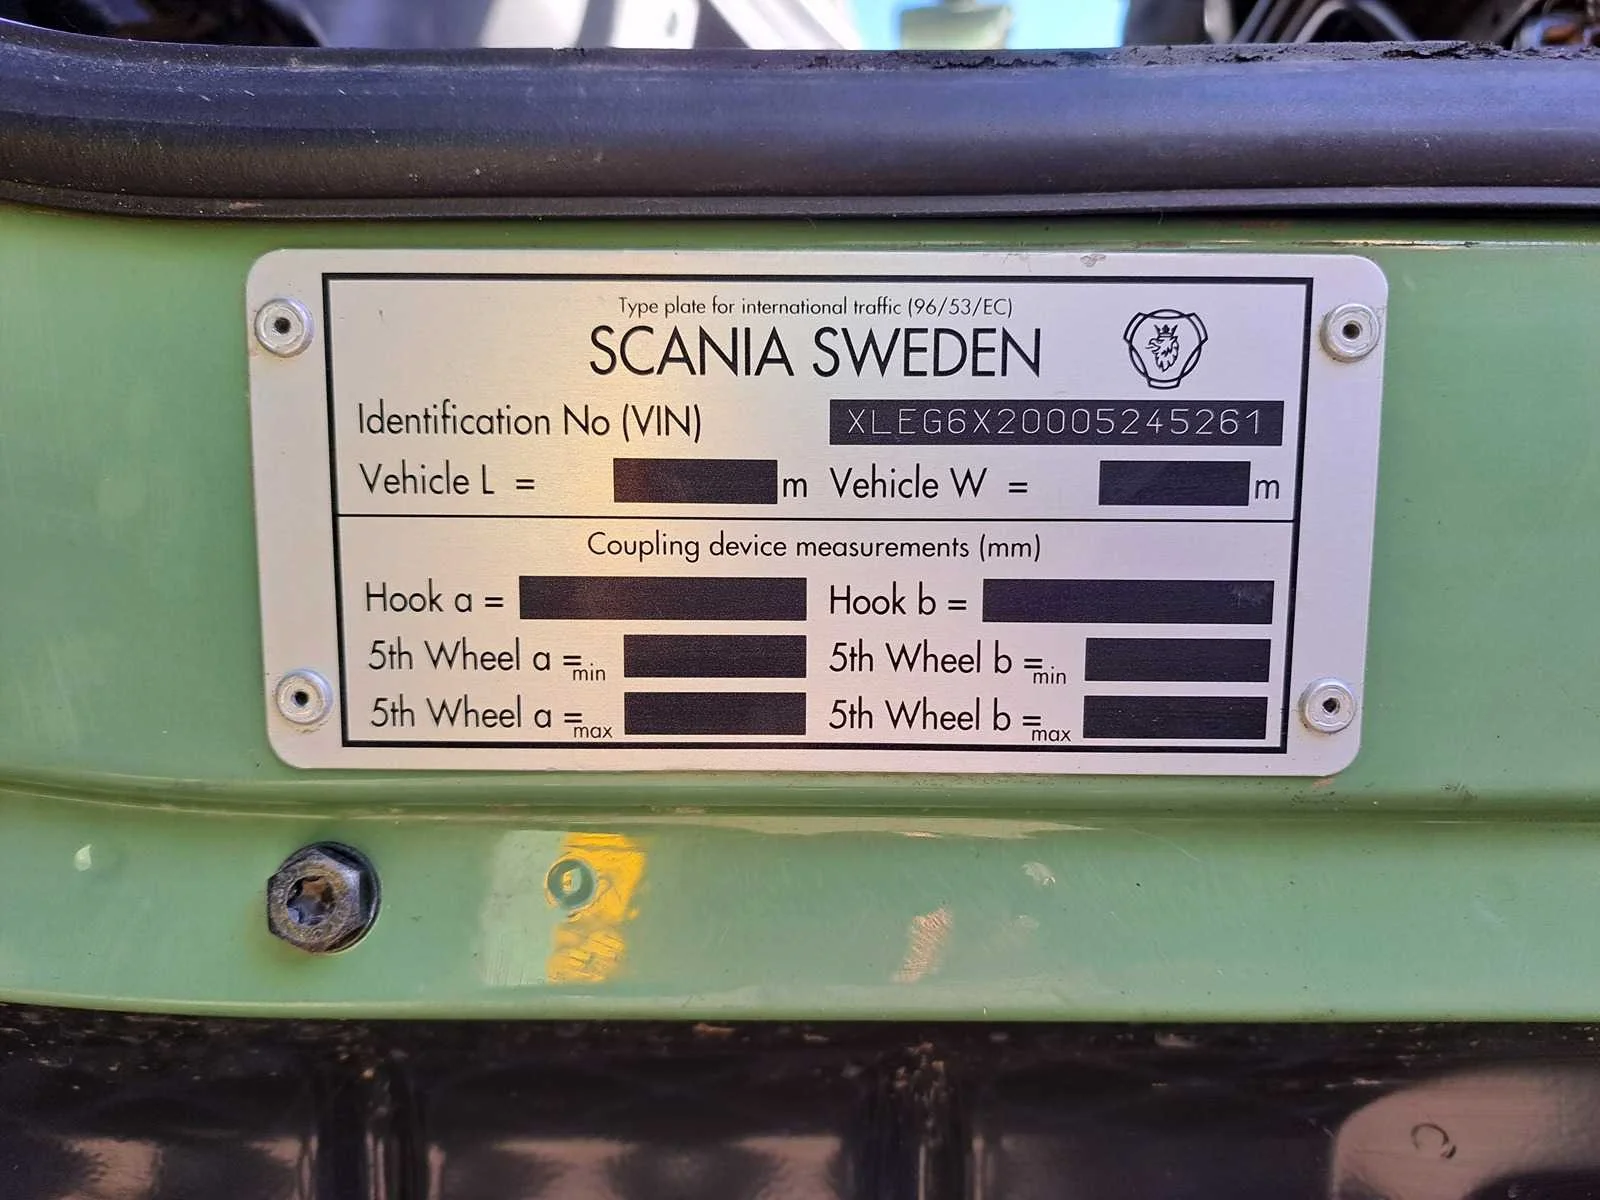 Type plate for international traffic (96/53/EC)
SCANIA SWEDEN
Identification No (VIN) XLEG6X20005245261
Vehicle L = m Vehicle W = m
Coupling device measurements (mm)
Hook a = Hook b =
5th Wheel a =min 5th Wheel b =min
5th Wheel a =max 5th Wheel b =max